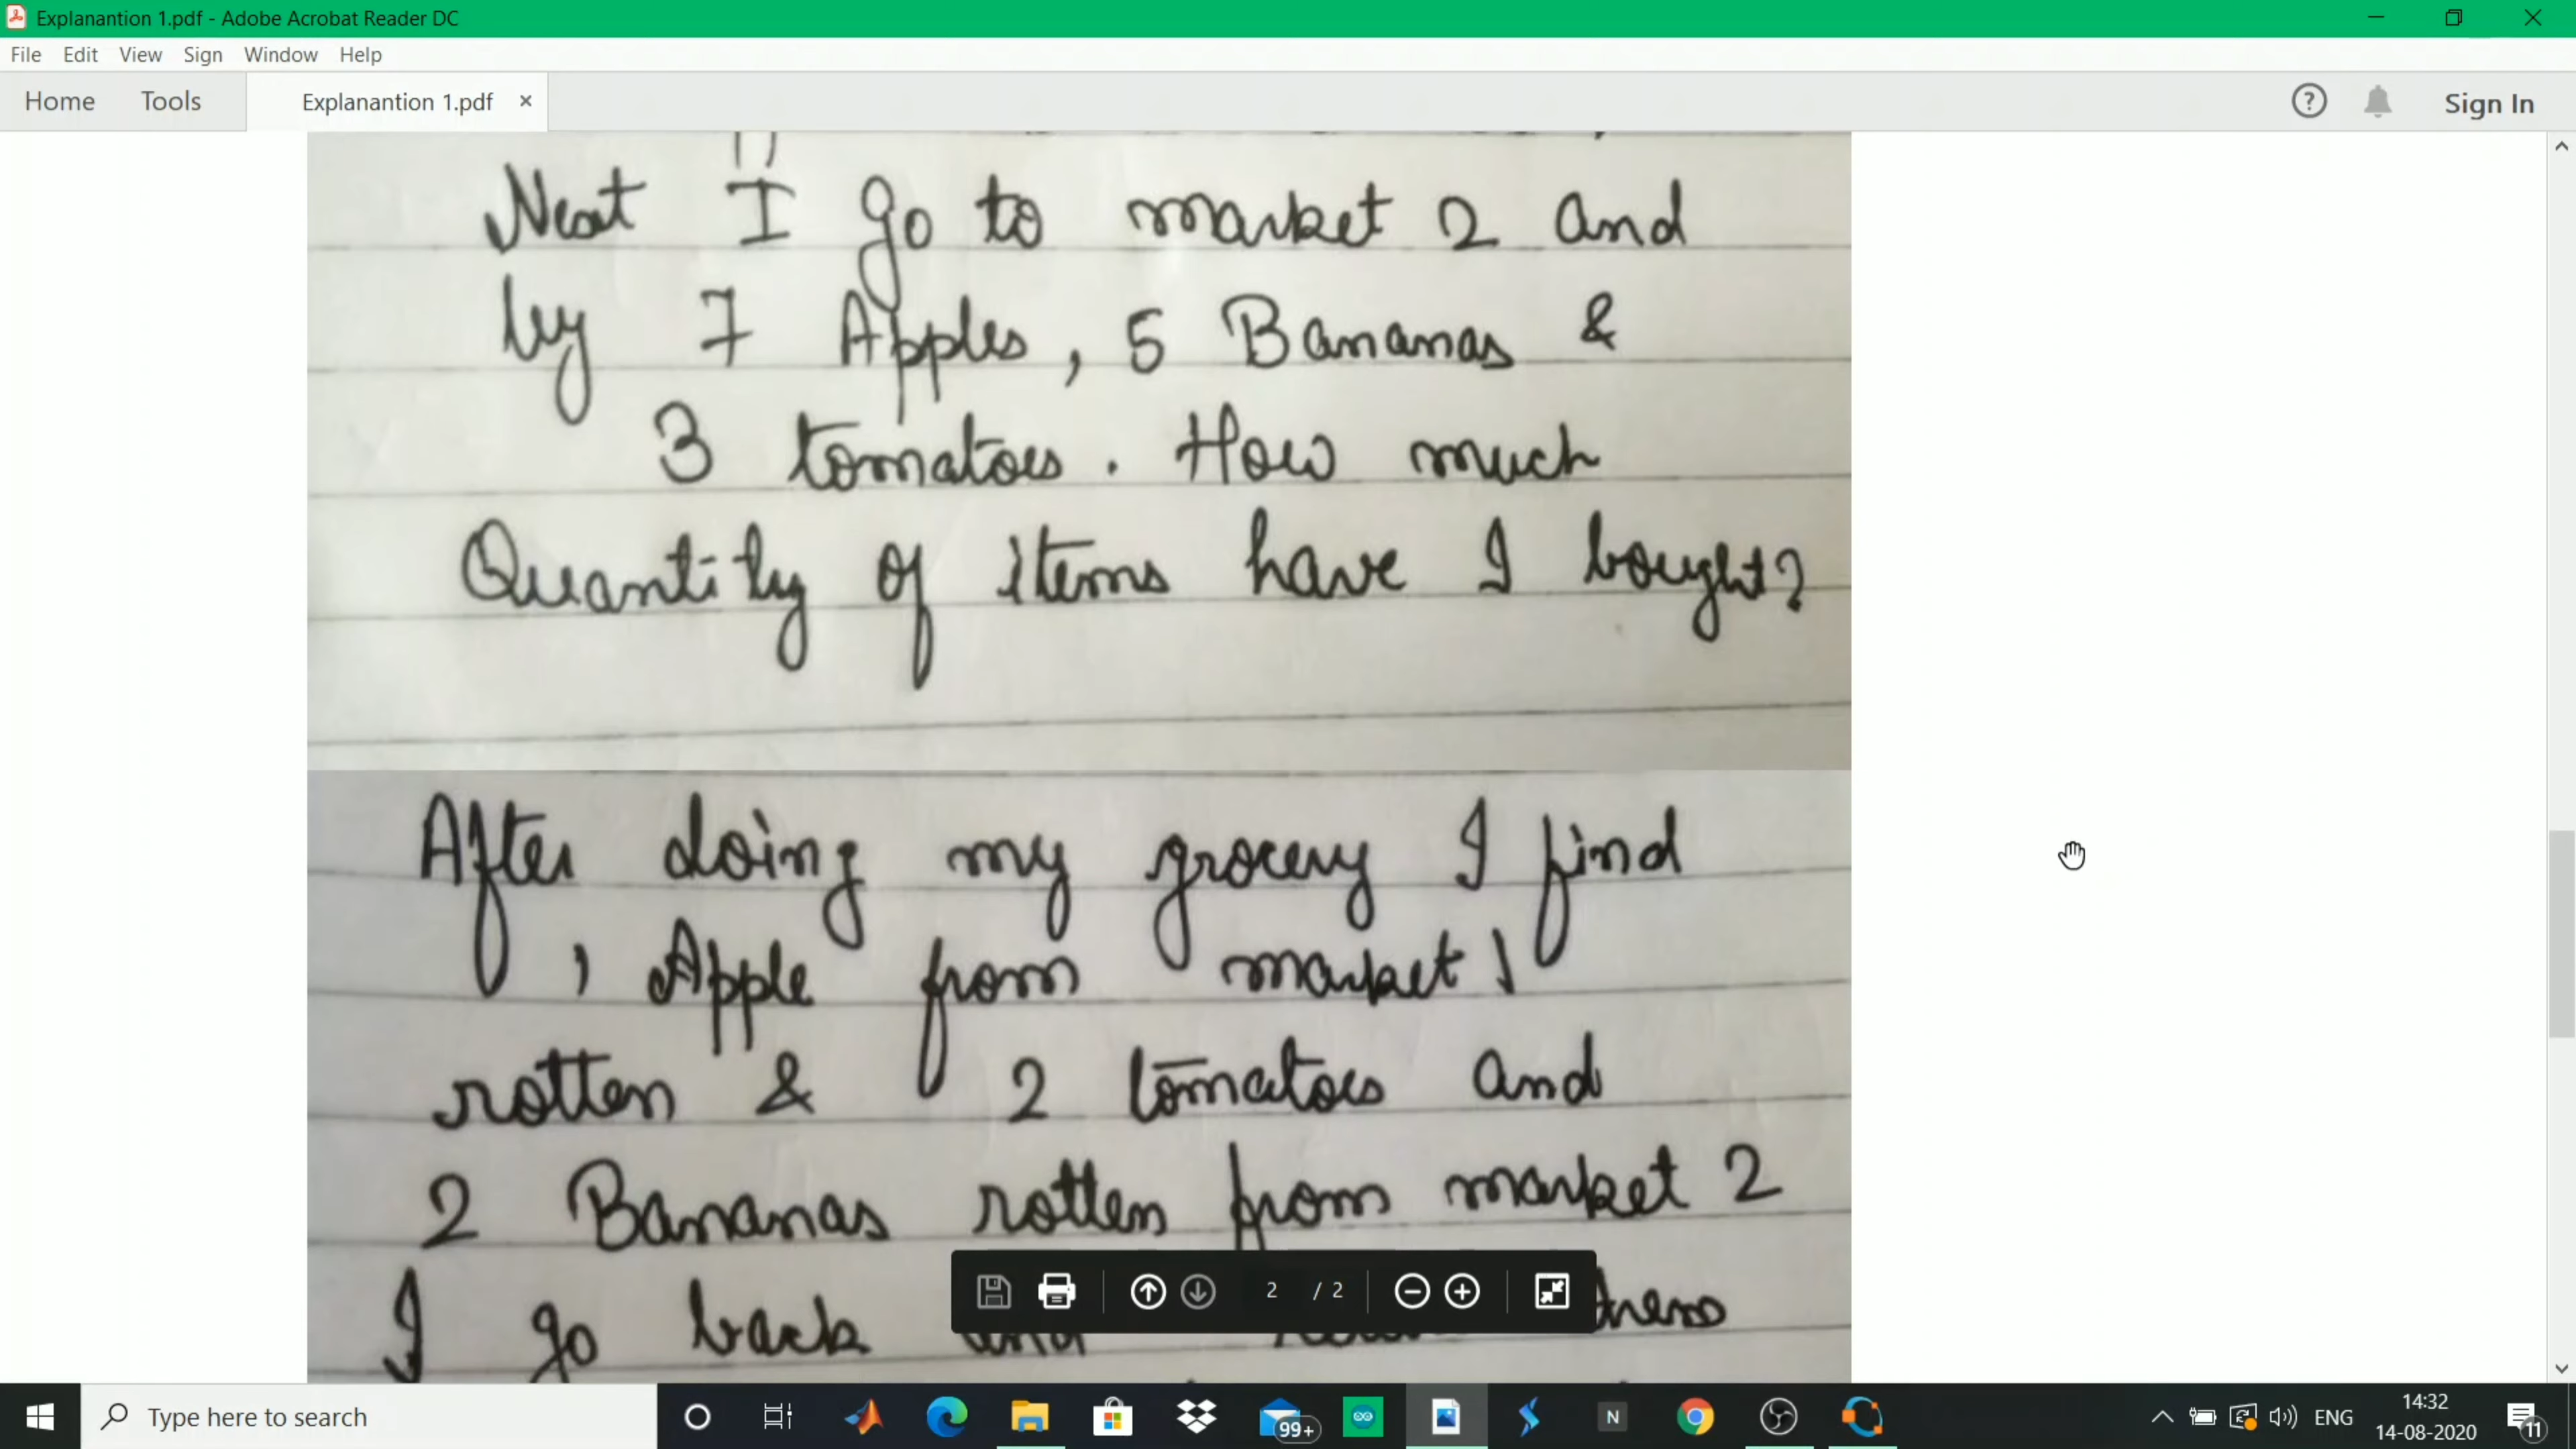 Explanantion 1.pdf - Adobe Acrobat Reader DC
File Edit View Sign Window Help
Home Tools Explanantion 1.pdf × Sign In
Next I go to market 2 and
by 7 Apples, 5 Bananas &
3 tomatoes. How much
Quantity of items have I bought?
After doing my grocery I find
1 Apple from market 1
rotten & 2 tomatoes and
2 Bananas rotten from market 2
I go back and
2 / 2
Type here to search
99+
N
ENG
14:32
14-08-2020
11